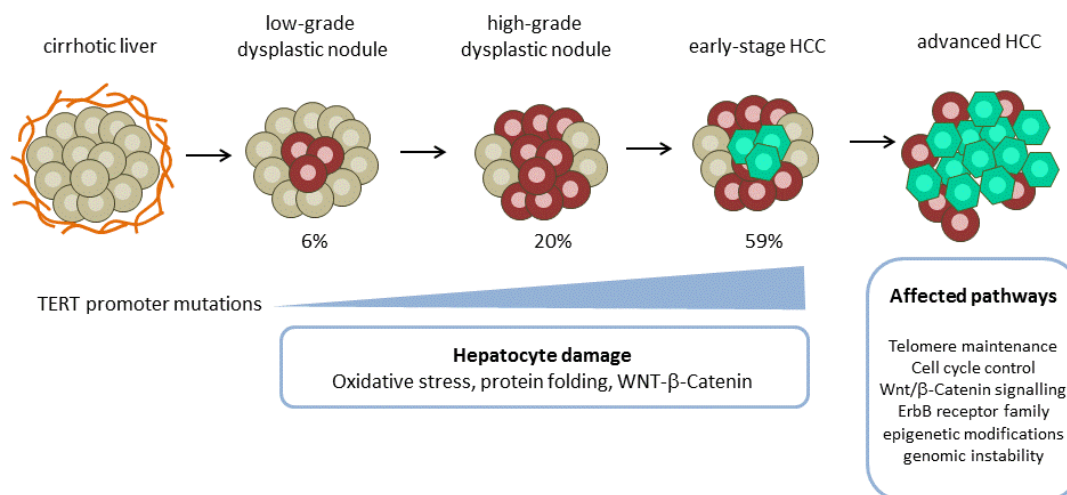 cirrhotic liver
low-grade
dysplastic nodule
high-grade
dysplastic nodule
early-stage HCC
advanced HCC
6%
20%
59%
TERT promoter mutations
Hepatocyte damage
Oxidative stress, protein folding, WNT-β-Catenin
Affected pathways
Telomere maintenance
Cell cycle control
Wnt/β-Catenin signalling
ErbB receptor family
epigenetic modifications
genomic instability